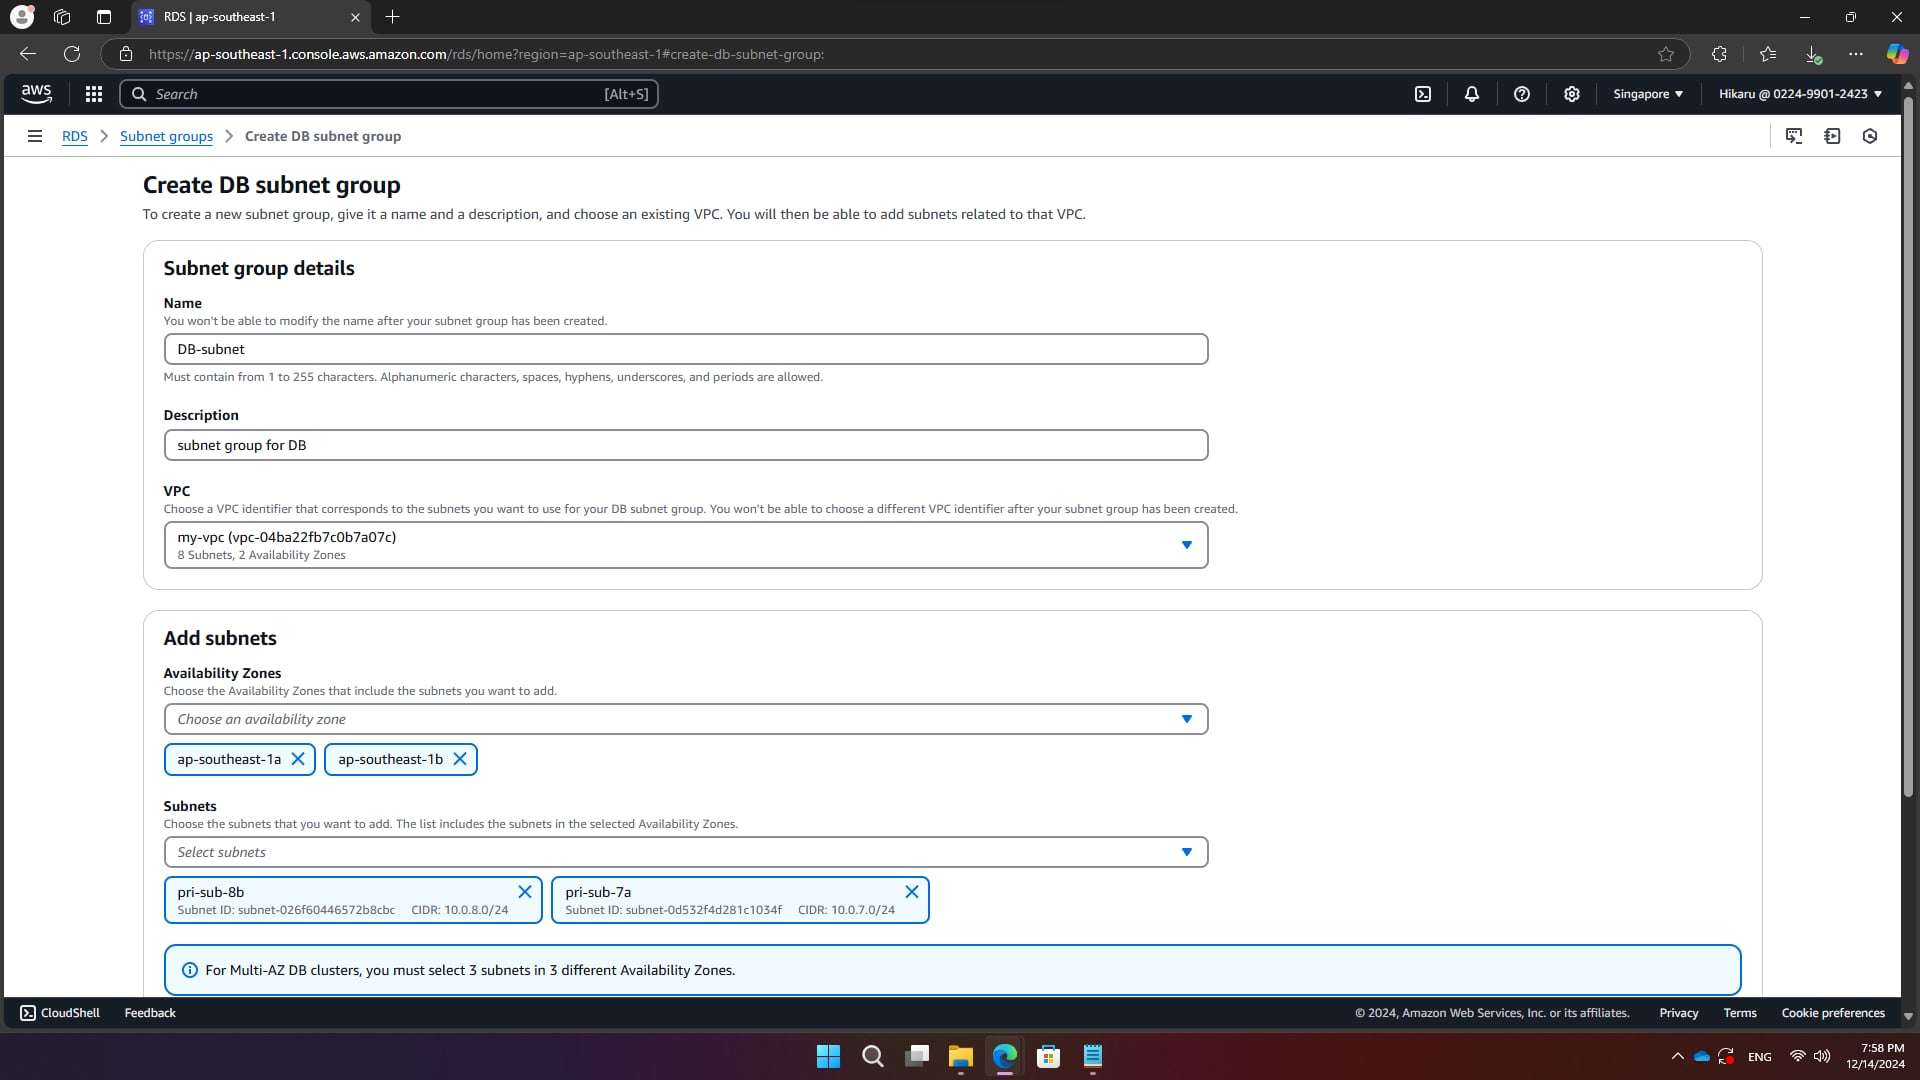 RDS | ap-southeast-1
https://ap-southeast-1.console.aws.amazon.com/rds/home?region=ap-southeast-1#create-db-subnet-group:
aws
Search
[Alt+S]
Singapore
Hikaru @ 0224-9901-2423
RDS
Subnet groups
Create DB subnet group
Create DB subnet group
To create a new subnet group, give it a name and a description, and choose an existing VPC. You will then be able to add subnets related to that VPC.
Subnet group details
Name
You won't be able to modify the name after your subnet group has been created.
DB-subnet
Must contain from 1 to 255 characters. Alphanumeric characters, spaces, hyphens, underscores, and periods are allowed.
Description
subnet group for DB
VPC
Choose a VPC identifier that corresponds to the subnets you want to use for your DB subnet group. You won't be able to choose a different VPC identifier after your subnet group has been created.
my-vpc (vpc-04ba22fb7c0b7a07c)
8 Subnets, 2 Availability Zones
Add subnets
Availability Zones
Choose the Availability Zones that include the subnets you want to add.
Choose an availability zone
ap-southeast-1a
ap-southeast-1b
Subnets
Choose the subnets that you want to add. The list includes the subnets in the selected Availability Zones.
Select subnets
pri-sub-8b
Subnet ID: subnet-026f60446572b8cbc CIDR: 10.0.8.0/24
pri-sub-7a
Subnet ID: subnet-0d532f4d281c1034f CIDR: 10.0.7.0/24
For Multi-AZ DB clusters, you must select 3 subnets in 3 different Availability Zones.
CloudShell
Feedback
© 2024, Amazon Web Services, Inc. or its affiliates.
Privacy
Terms
Cookie preferences
ENG
7:58 PM
12/14/2024